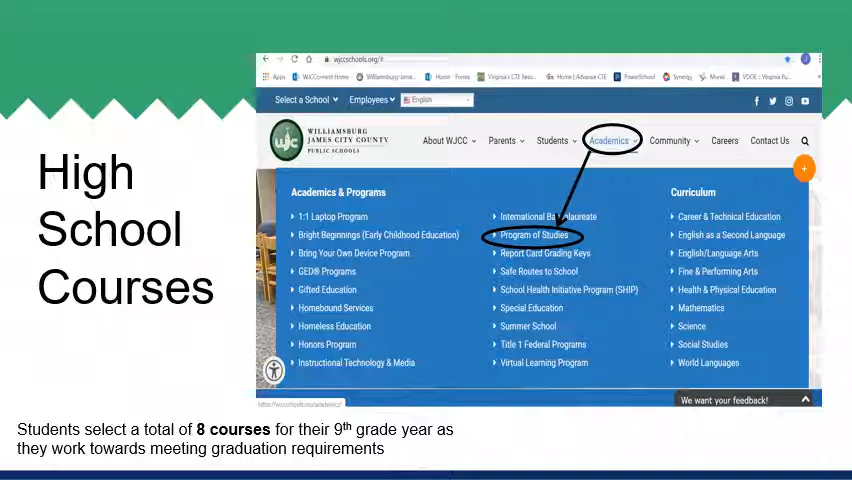 High
School
Courses
wjccschools.org/#
Apps WJCConnect Home Williamsburg-James... Home · Forms Virginia's CTE Reso... Home | Advance CTE PowerSchool Synergy Music VDOE :: Virginia Pu... »
Select a School Employees English
WJC WILLIAMSBURG
JAMES CITY COUNTY
PUBLIC SCHOOLS
About WJCC Parents Students Academics Community Careers Contact Us
Academics & Programs Curriculum
1:1 Laptop Program International Baccalaureate Career & Technical Education
Bright Beginnings (Early Childhood Education) Program of Studies English as a Second Language
Bring Your Own Device Program Report Card Grading Keys English/Language Arts
GED® Programs Safe Routes to School Fine & Performing Arts
Gifted Education School Health Initiative Program (SHIP) Health & Physical Education
Homebound Services Special Education Mathematics
Homeless Education Summer School Science
Honors Program Title 1 Federal Programs Social Studies
Instructional Technology & Media Virtual Learning Program World Languages
We want your feedback!
Students select a total of 8 courses for their 9th grade year as
they work towards meeting graduation requirements